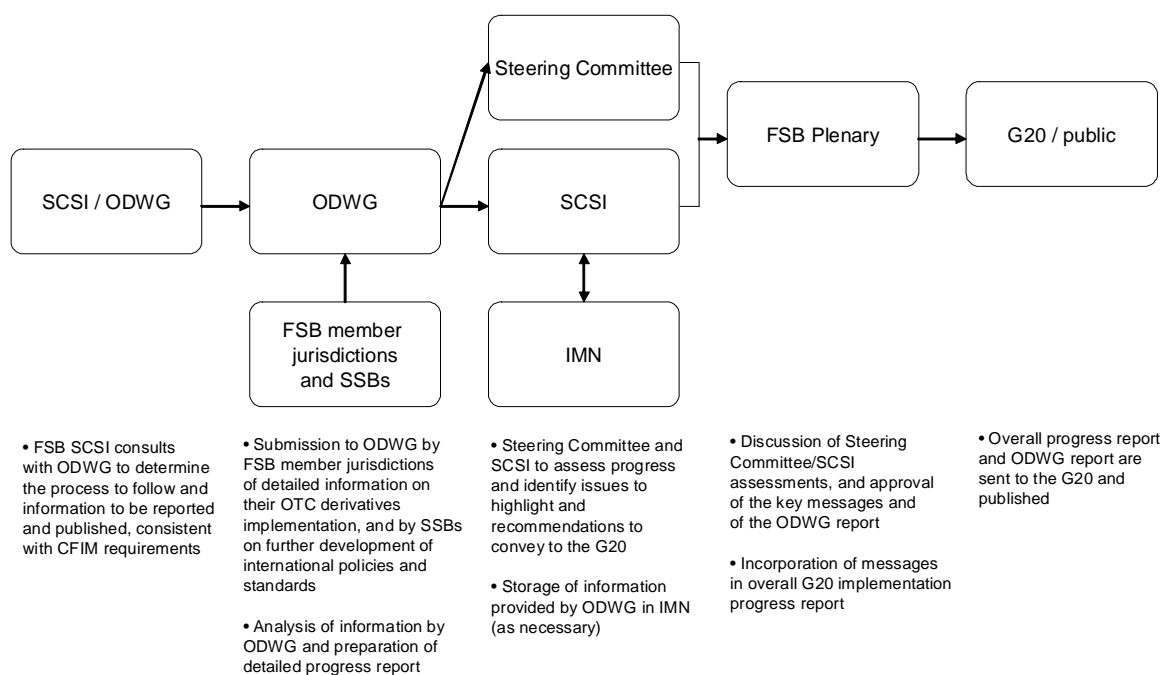 Steering Committee
FSB Plenary
G20 / public
SCSI / ODWG
ODWG
SCSI
FSB member
jurisdictions
and SSBs
IMN
• FSB SCSI consults
with ODWG to determine
the process to follow and
information to be reported
and published, consistent
with CFIM requirements
• Submission to ODWG by
FSB member jurisdictions
of detailed information on
their OTC derivatives
implementation, and by SSBs
on further development of
international policies and
standards
• Analysis of information by
ODWG and preparation of
detailed progress report
• Steering Committee and
SCSI to assess progress
and identify issues to
highlight and
recommendations to
convey to the G20
• Storage of information
provided by ODWG in IMN
(as necessary)
• Discussion of Steering
Committee/SCSI
assessments, and approval
of the key messages and
of the ODWG report
• Incorporation of messages
in overall G20 implementation
progress report
• Overall progress report
and ODWG report are
sent to the G20 and
published